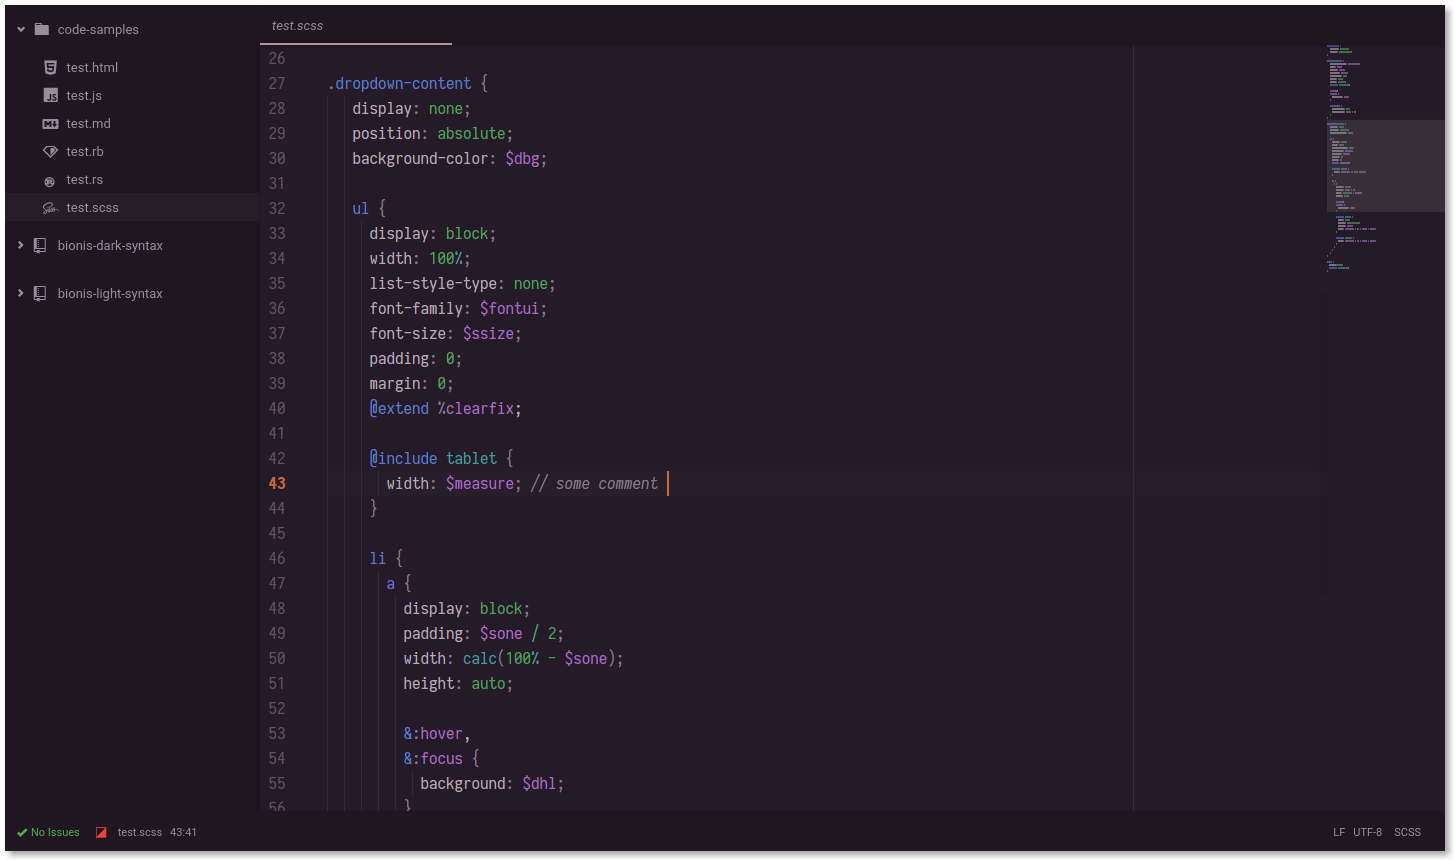 code-samples
test.html
test.js
test.md
test.rb
test.rs
test.scss
bionis-dark-syntax
bionis-light-syntax
test.scss
26
27 .dropdown-content {
28 display: none;
29 position: absolute;
30 background-color: $dbg;
31
32 ul {
33 display: block;
34 width: 100%;
35 list-style-type: none;
36 font-family: $fontui;
37 font-size: $ssize;
38 padding: 0;
39 margin: 0;
40 @extend %clearfix;
41
42 @include tablet {
43 width: $measure; // some comment
44 }
45
46 li {
47 a {
48 display: block;
49 padding: $sone / 2;
50 width: calc(100% - $sone);
51 height: auto;
52
53 &:hover,
54 &:focus {
55 background: $dhl;
56 }
No Issues test.scss 43:41 LF UTF-8 SCSS